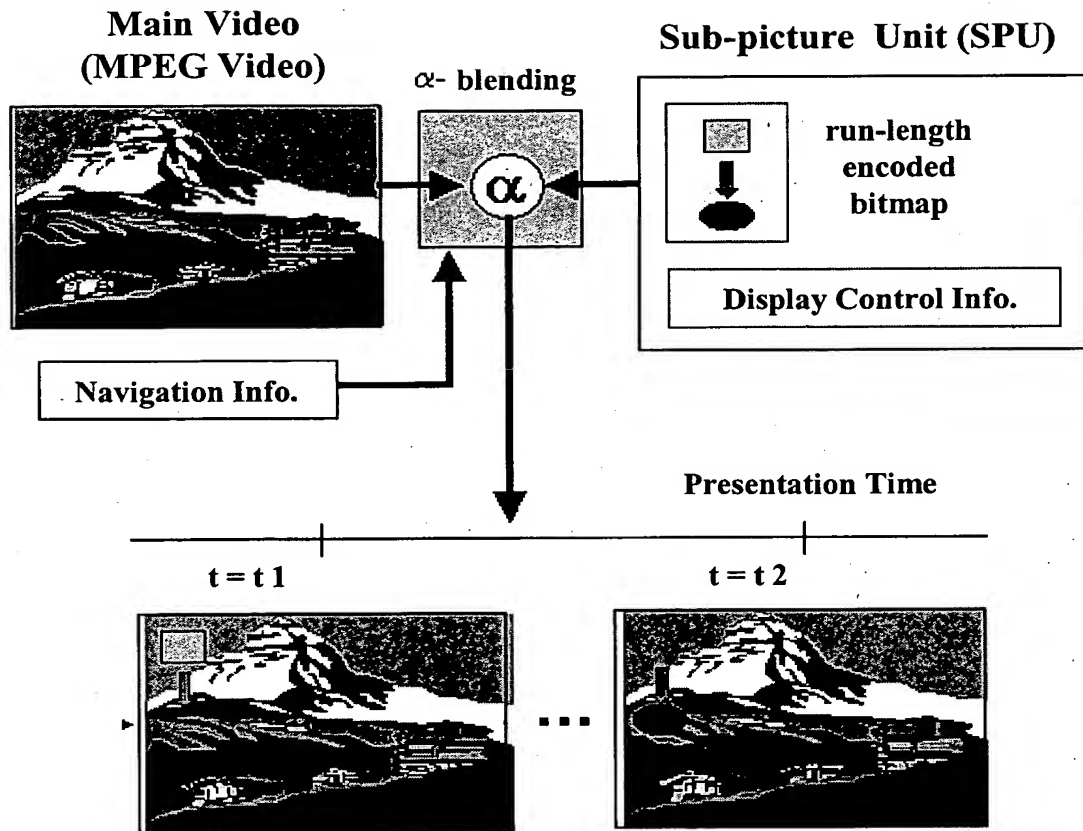 Main Video
(MPEG Video)
α- blending
Sub-picture Unit (SPU)
α
run-length
encoded
bitmap
Display Control Info.
Navigation Info.
Presentation Time
t = t 1
t = t 2